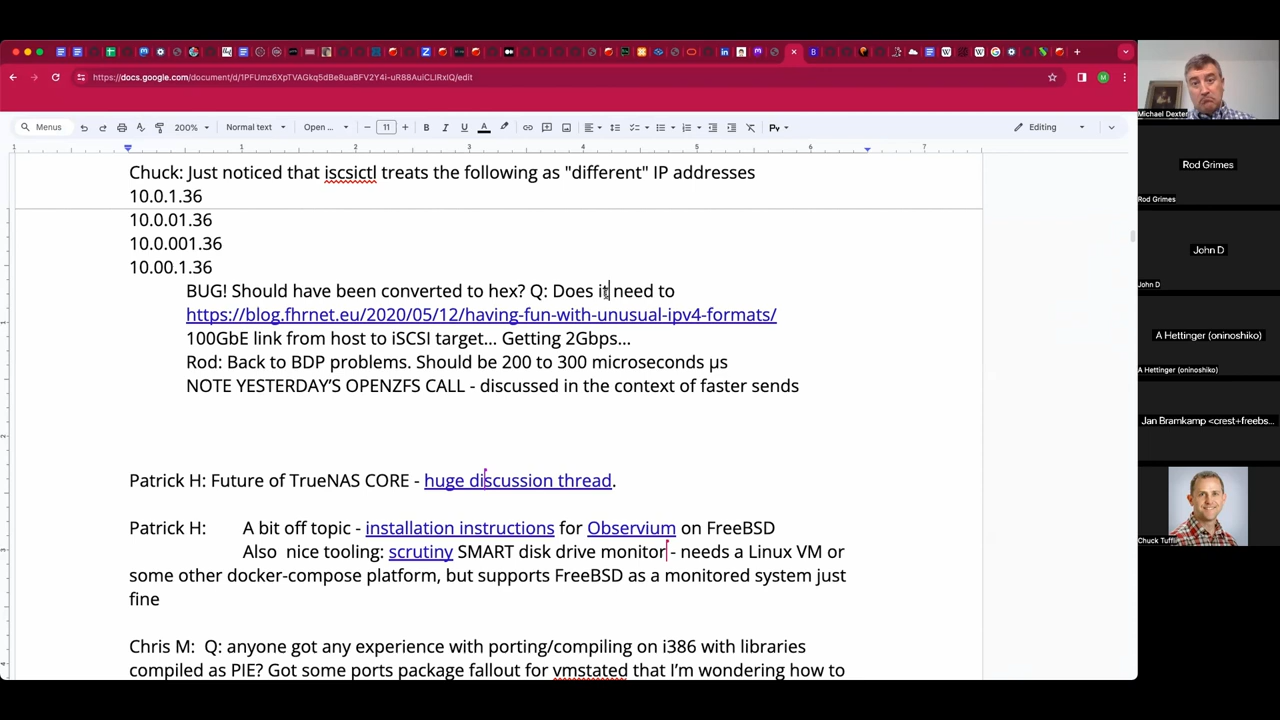 https://docs.google.com/document/d/1PFUmz6XpTVAGkq5dBe8uaBFV2Y4i-uR88AuiCLIRxIQ/edit
Menus 200% Normal text Open ... 11 Editing
1 1 2 3 4 5 6 7
Chuck: Just noticed that iscsictl treats the following as "different" IP addresses
10.0.1.36
10.0.01.36
10.0.001.36
10.00.1.36
BUG! Should have been converted to hex? Q: Does it need to
https://blog.fhrnet.eu/2020/05/12/having-fun-with-unusual-ipv4-formats/
100GbE link from host to iSCSI target... Getting 2Gbps...
Rod: Back to BDP problems. Should be 200 to 300 microseconds µs
NOTE YESTERDAY'S OPENZFS CALL - discussed in the context of faster sends
Patrick H: Future of TrueNAS CORE - huge discussion thread.
Patrick H: A bit off topic - installation instructions for Observium on FreeBSD
Also nice tooling: scrutiny SMART disk drive monitor - needs a Linux VM or
some other docker-compose platform, but supports FreeBSD as a monitored system just
fine
Chris M: Q: anyone got any experience with porting/compiling on i386 with libraries
compiled as PIE? Got some ports package fallout for vmstated that I'm wondering how to
Michael Dexter
Rod Grimes
Rod Grimes
John D
John D
A Hettinger (oninoshiko)
A Hettinger (oninoshiko)
Jan Bramkamp <crest+freebs...
Chuck Tuffli